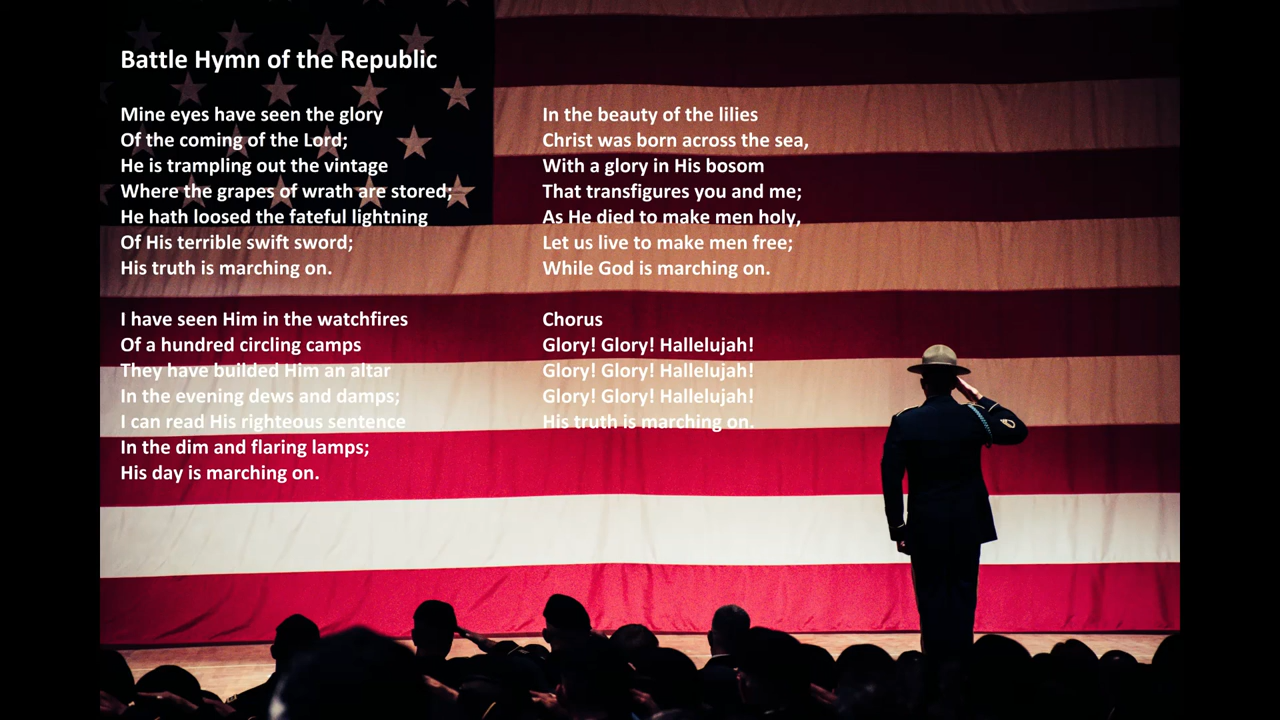 Battle Hymn of the Republic
Mine eyes have seen the glory
Of the coming of the Lord;
He is trampling out the vintage
Where the grapes of wrath are stored;
He hath loosed the fateful lightning
Of His terrible swift sword;
His truth is marching on.
I have seen Him in the watchfires
Of a hundred circling camps
They have builded Him an altar
In the evening dews and damps;
I can read His righteous sentence
In the dim and flaring lamps;
His day is marching on.
In the beauty of the lilies
Christ was born across the sea,
With a glory in His bosom
That transfigures you and me;
As He died to make men holy,
Let us live to make men free;
While God is marching on.
Chorus
Glory! Glory! Hallelujah!
Glory! Glory! Hallelujah!
Glory! Glory! Hallelujah!
His truth is marching on.